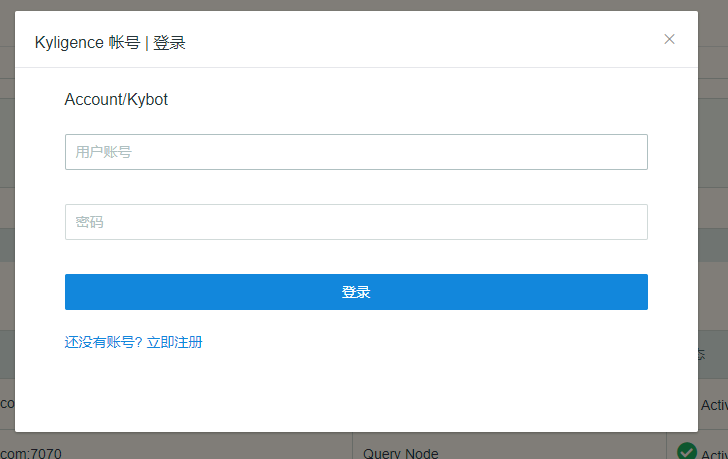 Kyligence 帐号 | 登录
Account/Kybot
用户账号
密码
登录
还没有账号? 立即注册
态
co
Activ
com:7070
Query Node
Activ